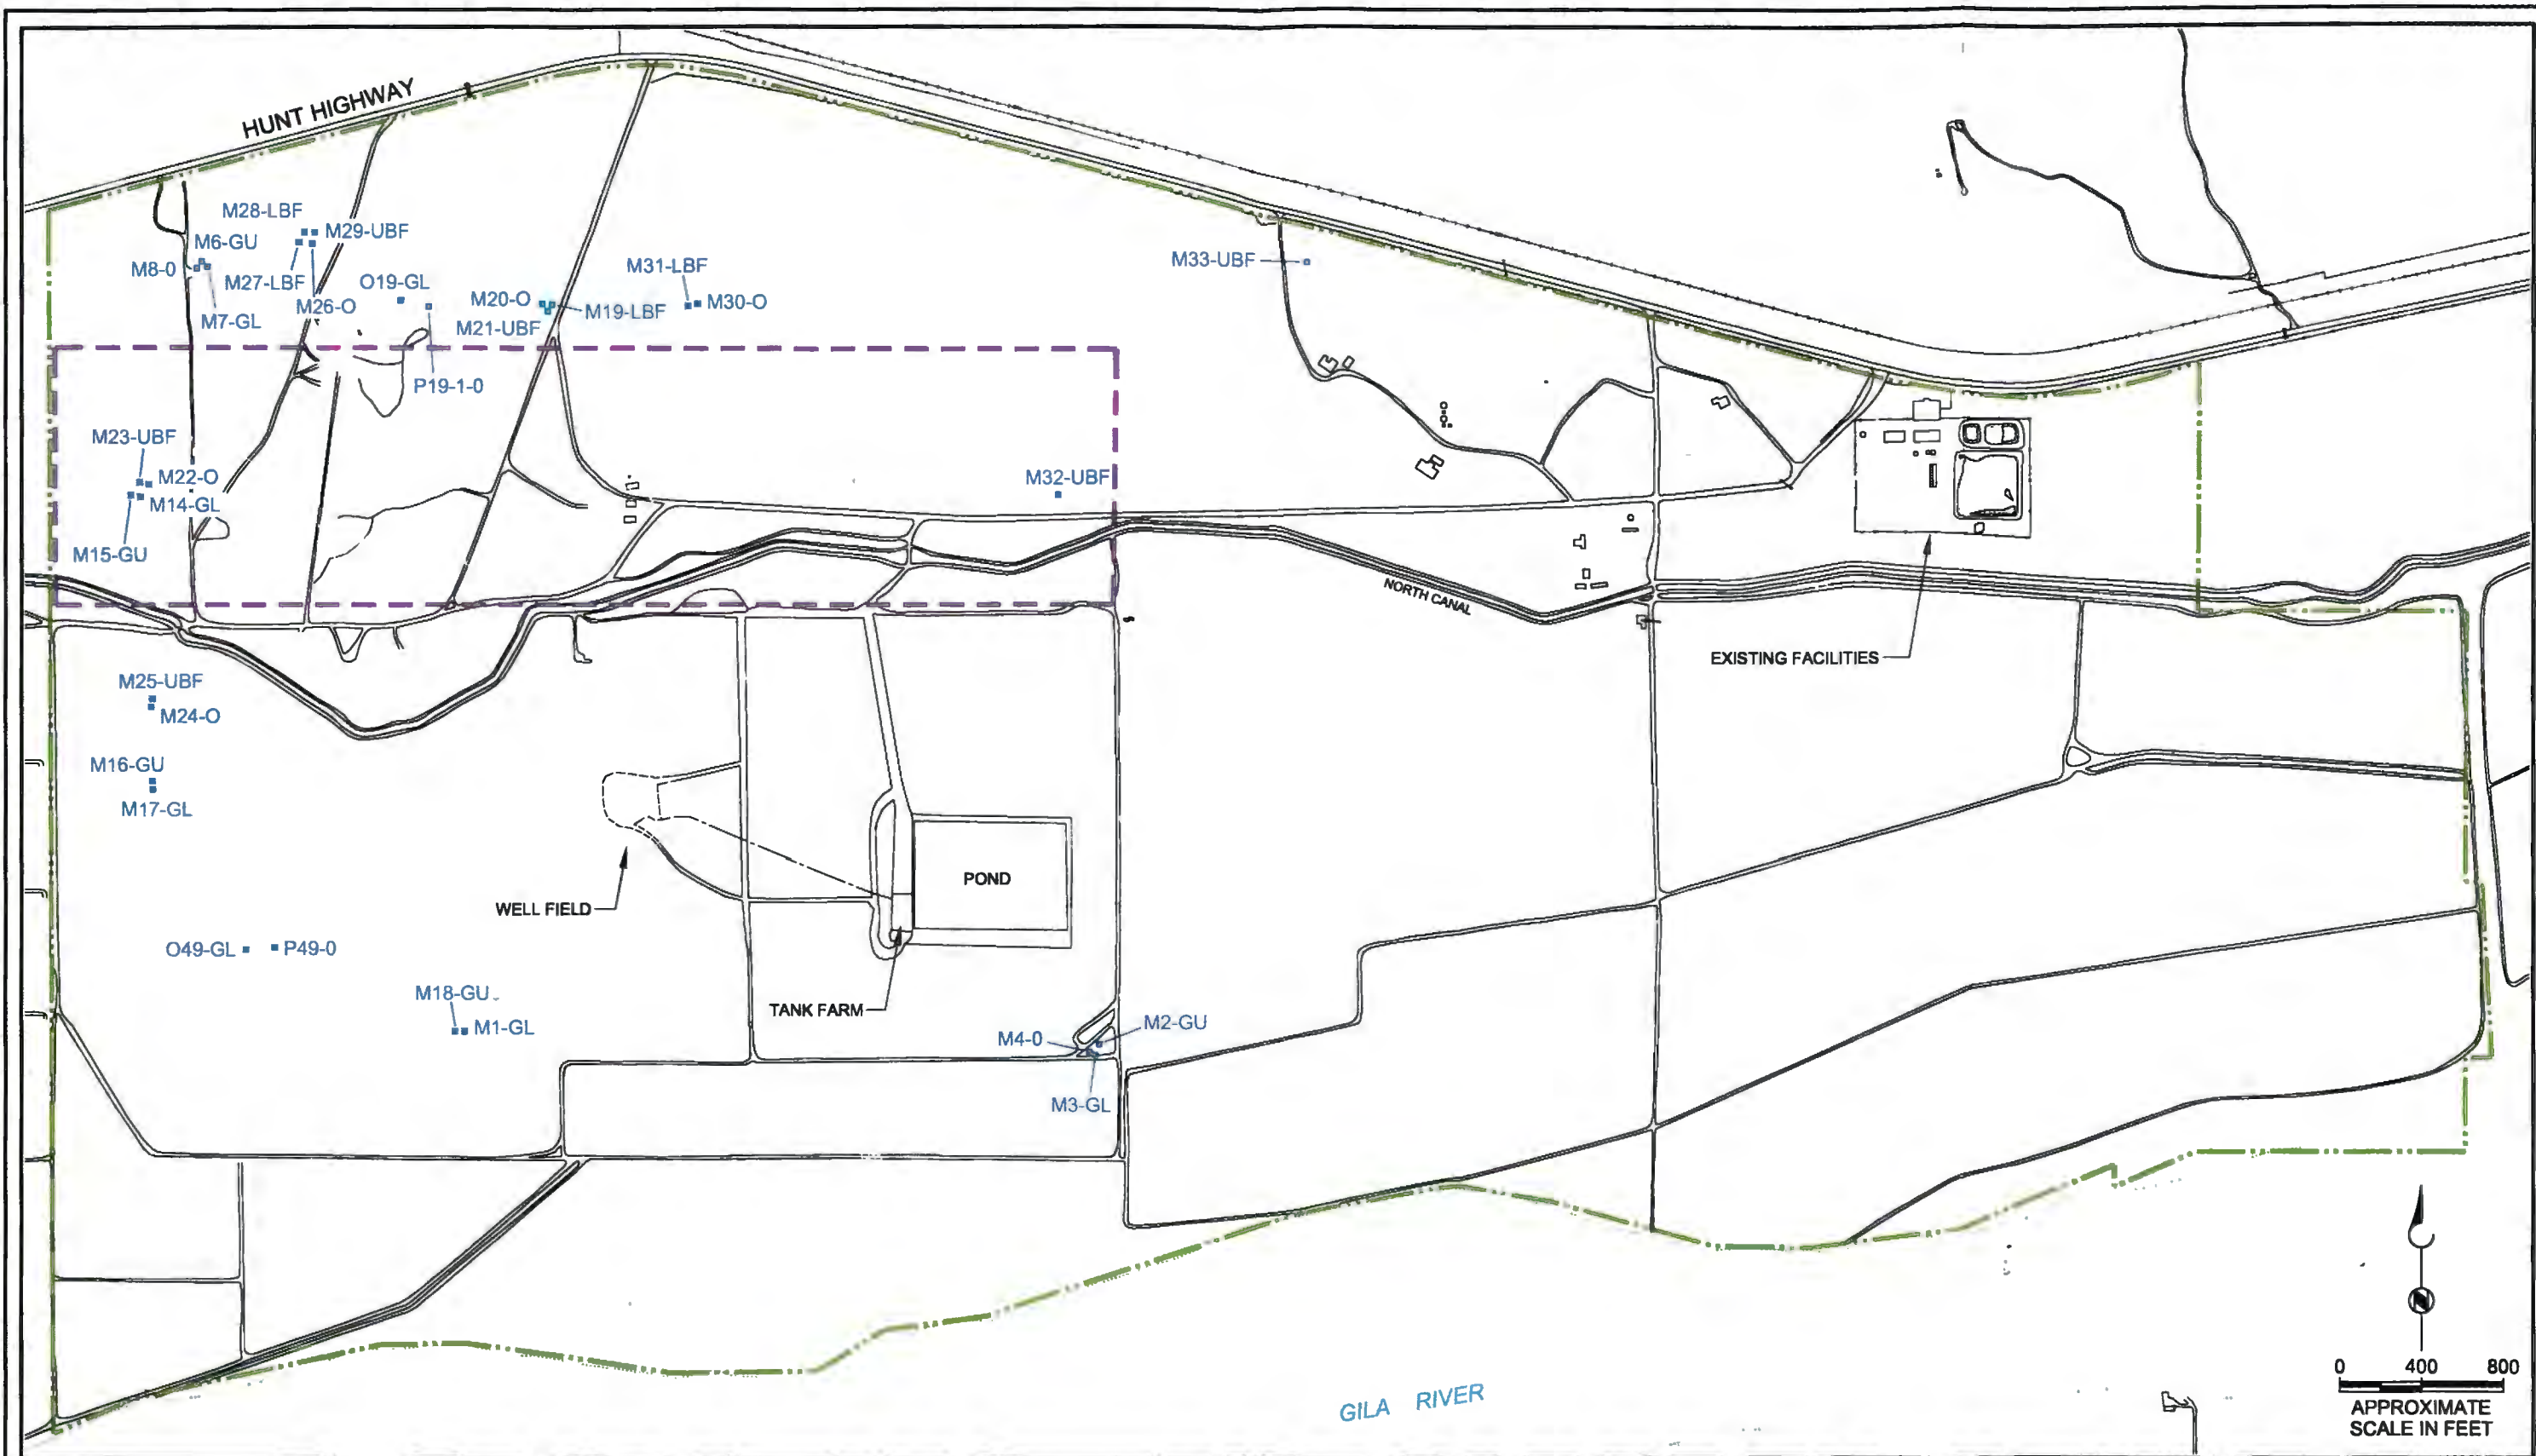 HUNT HIGHWAY
M28-LBF
M29-UBF
M6-GU
M8-0
M27-LBF
M7-GL
M26-O
O19-GL
P19-1-0
M20-O
M19-LBF
M21-UBF
M31-LBF
M30-O
M33-UBF
M23-UBF
M22-O
M14-GL
M15-GU
M32-UBF
NORTH CANAL
EXISTING FACILITIES
M25-UBF
M24-O
M16-GU
M17-GL
WELL FIELD
POND
O49-GL
P49-0
TANK FARM
M18-GU
M1-GL
M4-0
M2-GU
M3-GL
GILA RIVER
N
0 400 800
APPROXIMATE
SCALE IN FEET